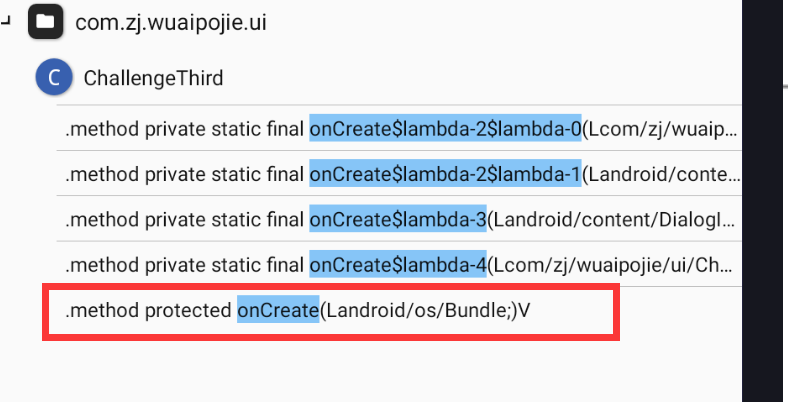 com.zj.wuaipojie.ui
C ChallengeThird
.method private static final onCreate$lambda-2$lambda-0(Lcom/zj/wuaip...
.method private static final onCreate$lambda-2$lambda-1(Landroid/conte...
.method private static final onCreate$lambda-3(Landroid/content/DialogI...
.method private static final onCreate$lambda-4(Lcom/zj/wuaipojie/ui/Ch...
.method protected onCreate(Landroid/os/Bundle;)V